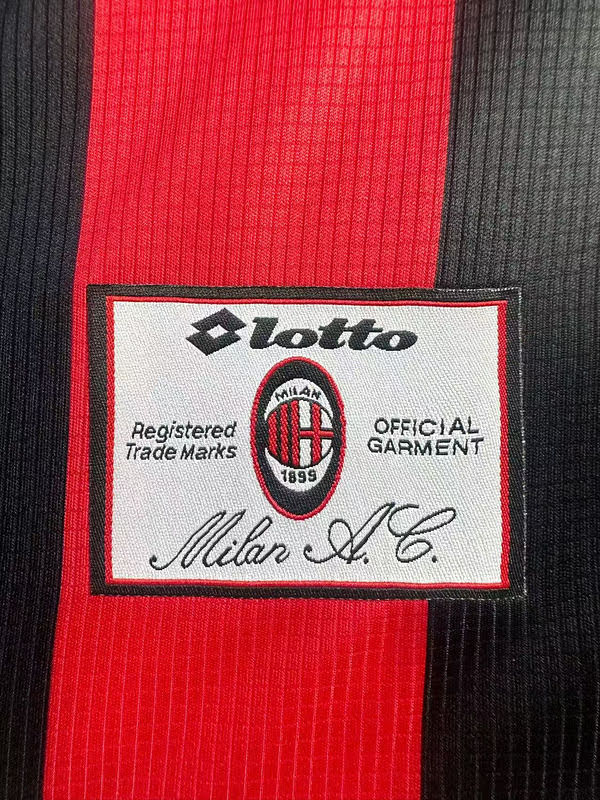 lotto
MILAN
1899
Registered
Trade Marks
OFFICIAL
GARMENT
Milan A.C.